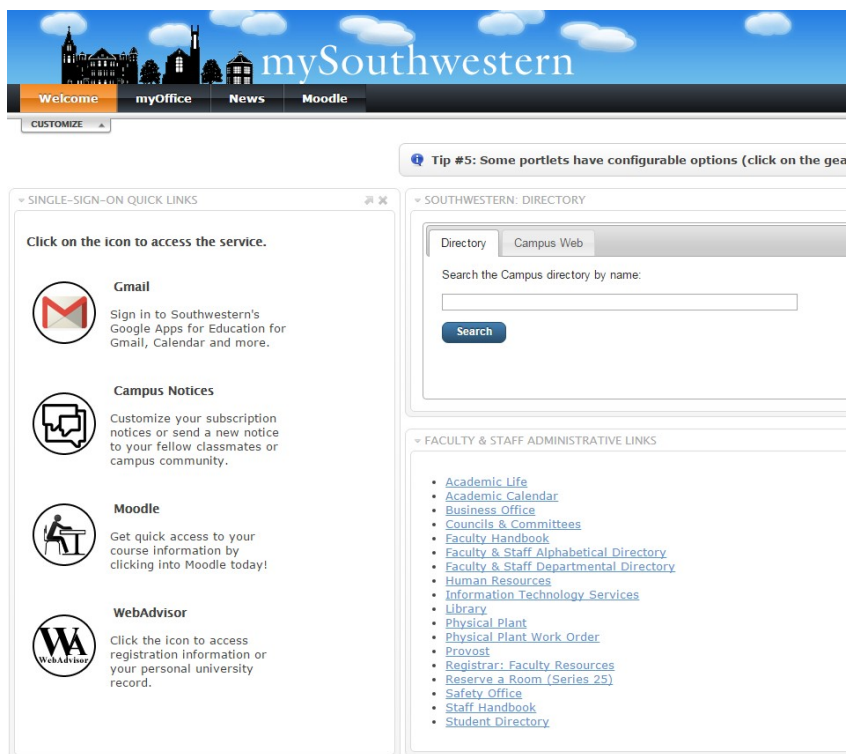 mySouthwestern
Welcome myOffice News Moodle
CUSTOMIZE
Tip #5: Some portlets have configurable options (click on the gea
SINGLE-SIGN-ON QUICK LINKS
Click on the icon to access the service.
Gmail
Sign in to Southwestern's
Google Apps for Education for
Gmail, Calendar and more.
Campus Notices
Customize your subscription
notices or send a new notice
to your fellow classmates or
campus community.
Moodle
Get quick access to your
course information by
clicking into Moodle today!
WA
WebAdvisor
WebAdvisor
Click the icon to access
registration information or
your personal university
record.
SOUTHWESTERN: DIRECTORY
Directory Campus Web
Search the Campus directory by name:
Search
FACULTY & STAFF ADMINISTRATIVE LINKS
Academic Life
Academic Calendar
Business Office
Councils & Committees
Faculty Handbook
Faculty & Staff Alphabetical Directory
Faculty & Staff Departmental Directory
Human Resources
Information Technology Services
Library
Physical Plant
Physical Plant Work Order
Provost
Registrar: Faculty Resources
Reserve a Room (Series 25)
Safety Office
Staff Handbook
Student Directory